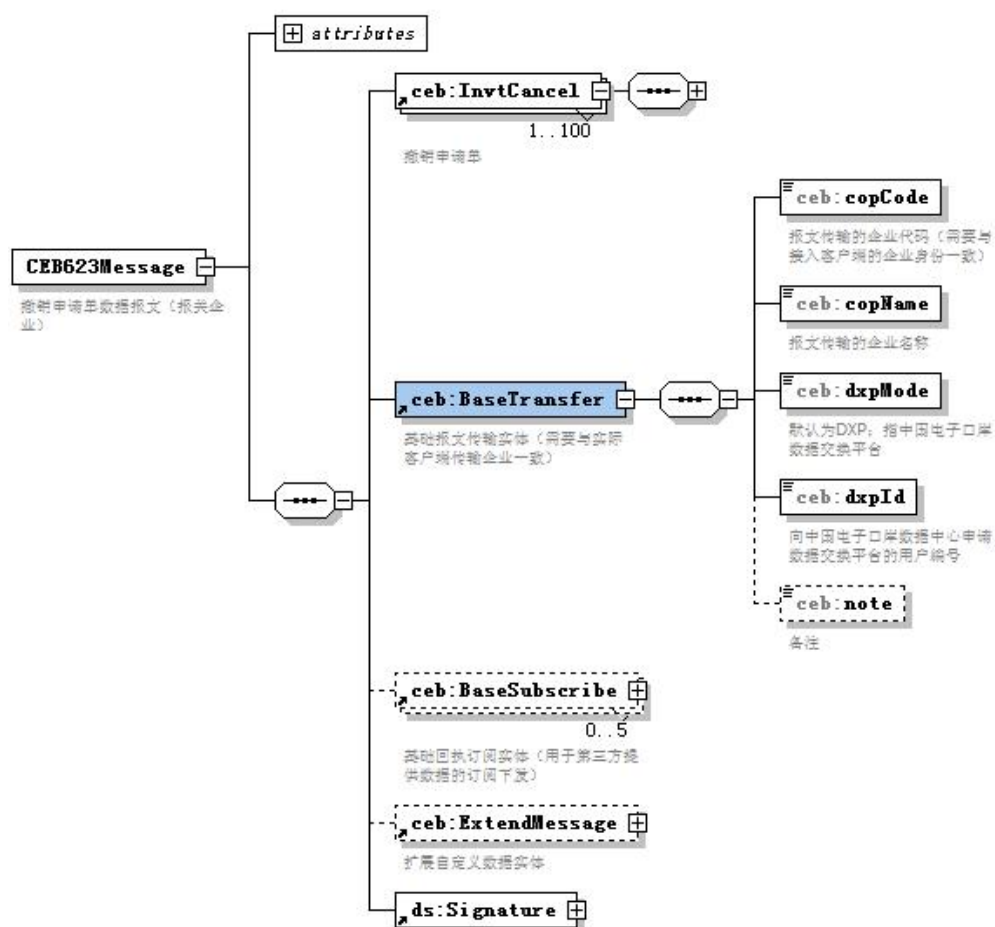 attributes
ceb:InvtCancel
1..100
撤销申请单
ceb:copCode
报文传输的企业代码（需要与
接入客户端的企业身份一致）
CEB623Message
撤销申请单数据报文（报关企
业）
ceb:copName
报文传输的企业名称
ceb:BaseTransfer
基础报文传输实体（需要与实际
客户端传输企业一致）
ceb:dxpMode
默认为DXP；指中国电子口岸
数据交换平台
ceb:dxpId
向中国电子口岸数据中心申请
数据交换平台的用户编号
ceb:note
备注
ceb:BaseSubscribe
0..5
基础回执订阅实体（用于第三方提
供数据的订阅下发）
ceb:ExtendMessage
扩展自定义数据实体
ds:Signature